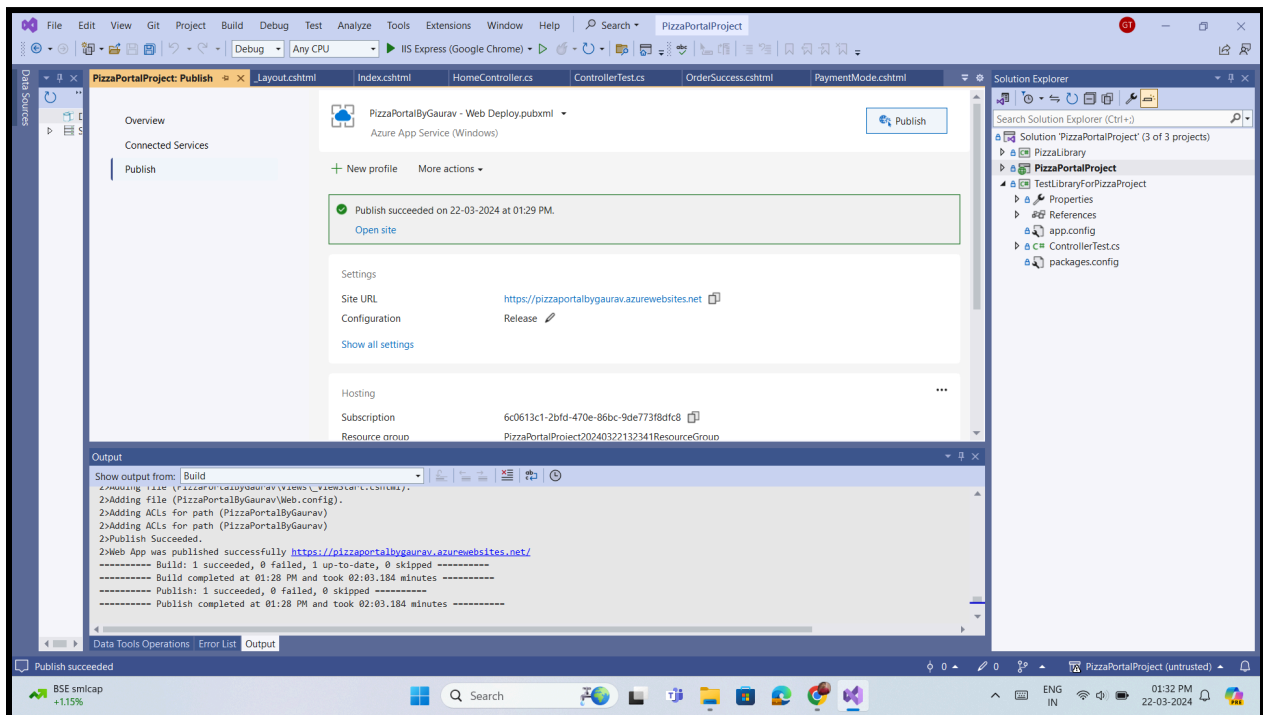 File Edit View Git Project Build Debug Test Analyze Tools Extensions Window Help Search PizzaPortalProject GT
Debug Any CPU IIS Express (Google Chrome)
Data Sources
PizzaPortalProject: Publish _Layout.cshtml Index.cshtml HomeController.cs ControllerTest.cs OrderSuccess.cshtml PaymentMode.cshtml
Overview
Connected Services
Publish
PizzaPortalByGaurav - Web Deploy.pubxml
Azure App Service (Windows)
Publish
New profile More actions
Publish succeeded on 22-03-2024 at 01:29 PM.
Open site
Settings
Site URL https://pizzaportalbygaurav.azurewebsites.net
Configuration Release
Show all settings
Hosting
Subscription 6c0613c1-2bfd-470e-86bc-9de773f8dfc8
Resource group PizzaPortalProject20240322132341ResourceGroup
Solution Explorer
Search Solution Explorer (Ctrl+;)
Solution 'PizzaPortalProject' (3 of 3 projects)
PizzaLibrary
PizzaPortalProject
TestLibraryForPizzaProject
Properties
References
app.config
C# ControllerTest.cs
packages.config
Output
Show output from: Build
2>Adding file (PizzaPortalByGaurav\Views\_ViewStart.cshtml).
2>Adding file (PizzaPortalByGaurav\Web.config).
2>Adding ACLs for path (PizzaPortalByGaurav)
2>Adding ACLs for path (PizzaPortalByGaurav)
2>Publish Succeeded.
2>Web App was published successfully https://pizzaportalbygaurav.azurewebsites.net/
========== Build: 1 succeeded, 0 failed, 1 up-to-date, 0 skipped ==========
========== Build completed at 01:28 PM and took 02:03.184 minutes ==========
========== Publish: 1 succeeded, 0 failed, 0 skipped ==========
========== Publish completed at 01:28 PM and took 02:03.184 minutes ==========
Data Tools Operations Error List Output
Publish succeeded 0 0 PizzaPortalProject (untrusted)
BSE smlcap
+1.15%
Search
ENG
IN
01:32 PM
22-03-2024
PRE